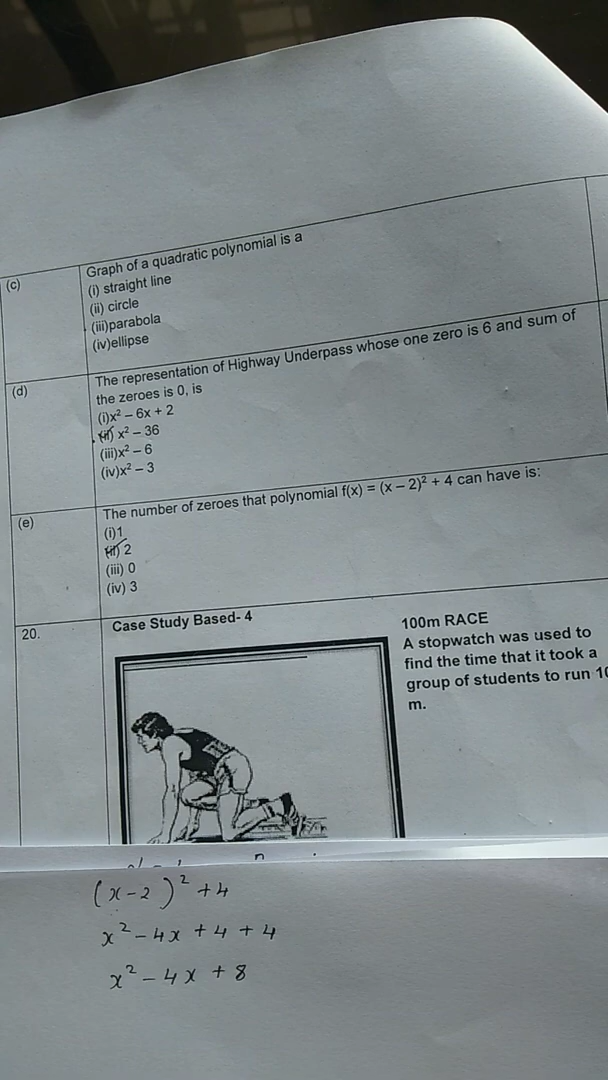 (c)
Graph of a quadratic polynomial is a
(i) straight line
(ii) circle
(iii)parabola
(iv)ellipse
(d)
The representation of Highway Underpass whose one zero is 6 and sum of
the zeroes is 0, is
(i)x² – 6x + 2
(ii) x² – 36
(iii)x² – 6
(iv)x² – 3
(e)
The number of zeroes that polynomial f(x) = (x – 2)² + 4 can have is:
(i)1
(ii) 2
(iii) 0
(iv) 3
20.
Case Study Based- 4
100m RACE
A stopwatch was used to
find the time that it took a
group of students to run 10
m.
(x-2)² +4
x² - 4x + 4 + 4
x² - 4x + 8